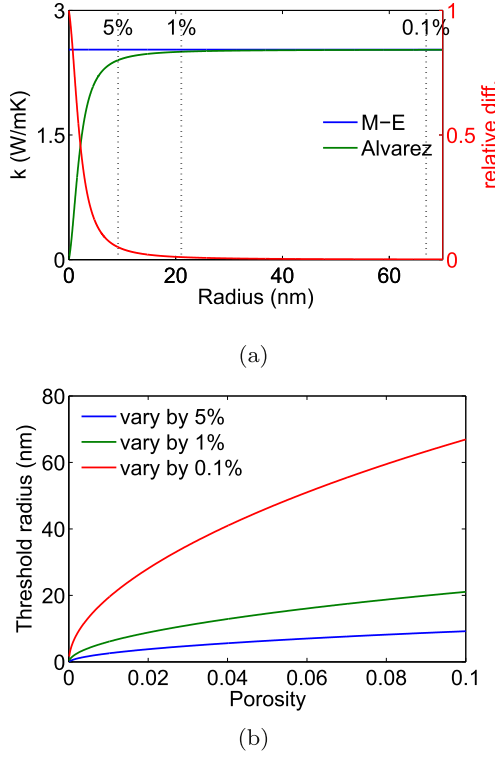 3
5%
1%
0.1%
1
k (W/mK)
1.5
M−E
Alvarez
0.5
relative diff.
0
0
0
20
40
60
Radius (nm)
(a)
80
vary by 5%
vary by 1%
vary by 0.1%
60
Threshold radius (nm)
40
20
0
0
0.02
0.04
0.06
0.08
0.1
Porosity
(b)